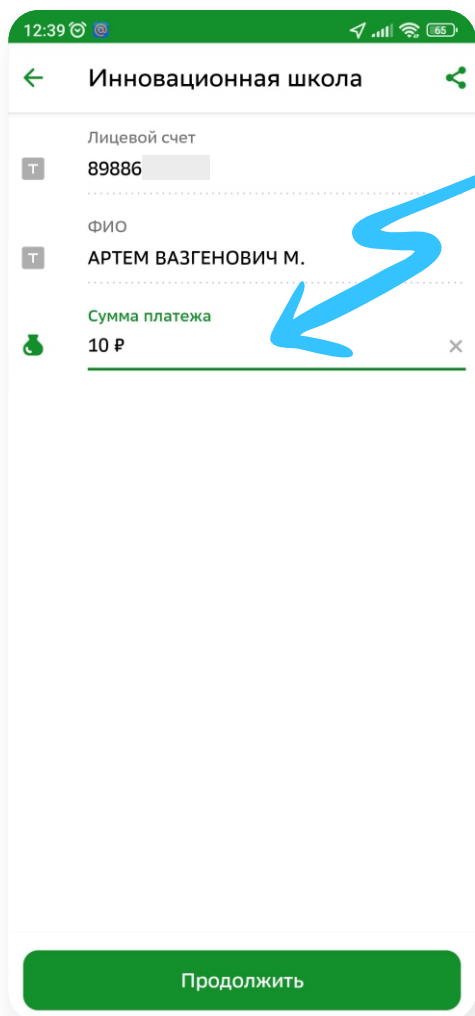 12:39 65
Инновационная школа
Лицевой счет
T 89886
ФИО
T АРТЕМ ВАЗГЕНОВИЧ М.
Сумма платежа
10 ₽
Продолжить